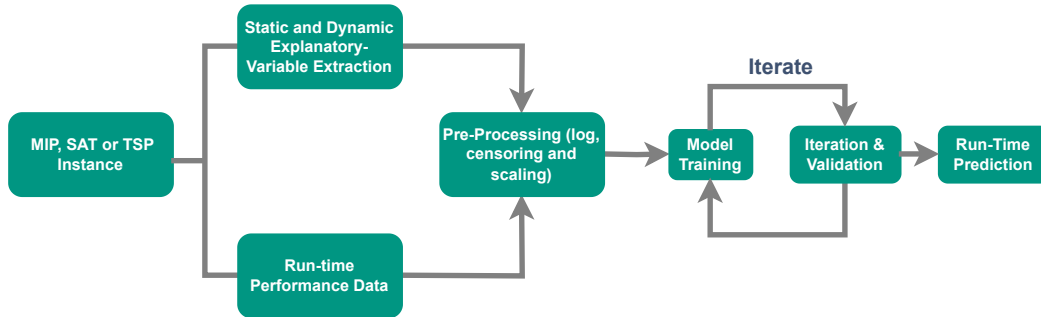 Static and Dynamic
Explanatory-
Variable Extraction
MIP, SAT or TSP
Instance
Run-time
Performance Data
Pre-Processing (log,
censoring and
scaling)
Iterate
Model
Training
Iteration &
Validation
Run-Time
Prediction